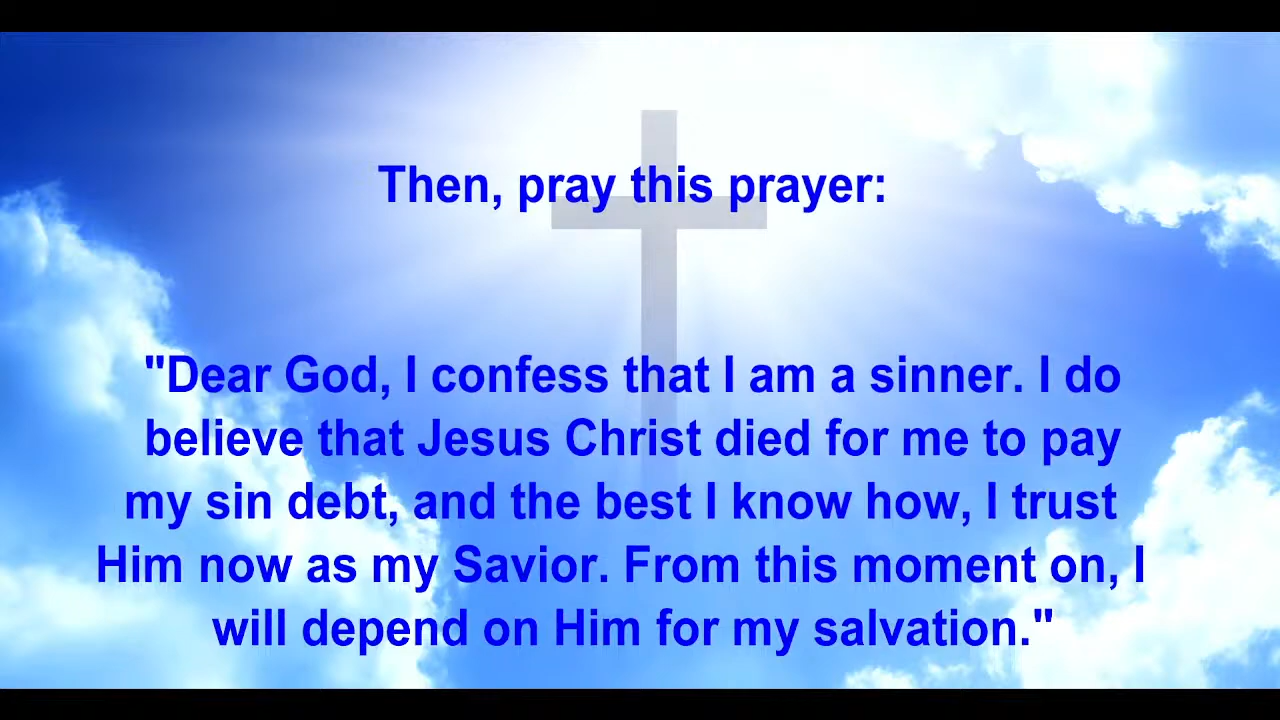 Then, pray this prayer:
"Dear God, I confess that I am a sinner. I do
believe that Jesus Christ died for me to pay
my sin debt, and the best I know how, I trust
Him now as my Savior. From this moment on, I
will depend on Him for my salvation."